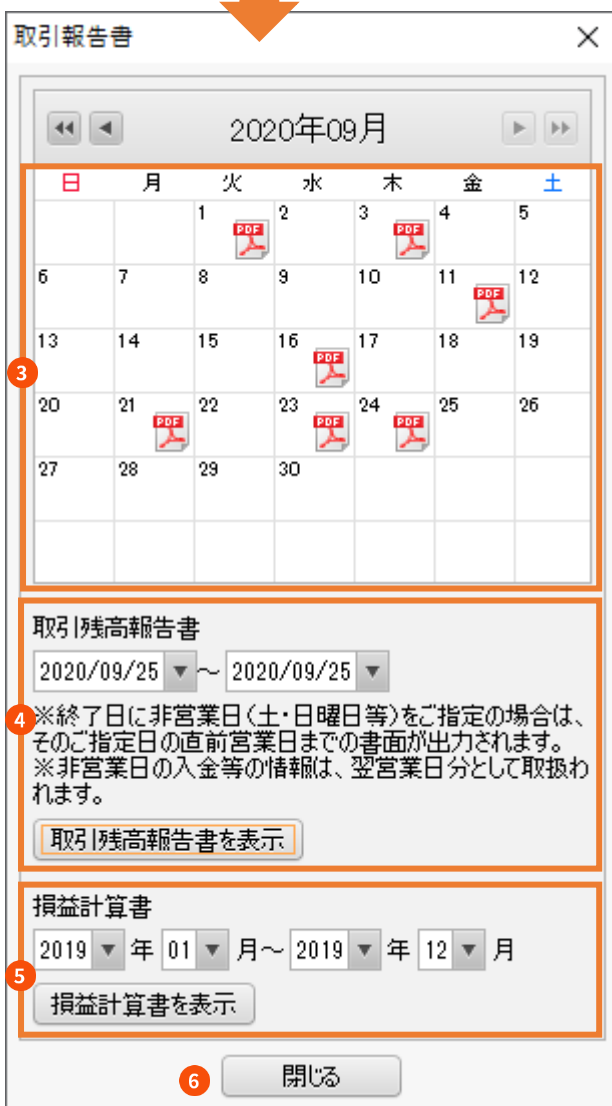 取引報告書
2020年09月
日 月 火 水 木 金 土
1 PDF 2 3 PDF 4 5
6 7 8 9 10 11 PDF 12
13 14 15 16 PDF 17 18 19
3
20 21 PDF 22 23 PDF 24 PDF 25 26
27 28 29 30
取引残高報告書
2020/09/25 ～ 2020/09/25
4
※終了日に非営業日(土・日曜日等)をご指定の場合は、
そのご指定日の直前営業日までの書面が出力されます。
※非営業日の入金等の情報は、翌営業日分として取扱わ
れます。
取引残高報告書を表示
損益計算書
2019 年 01 月～ 2019 年 12 月
5
損益計算書を表示
6 閉じる